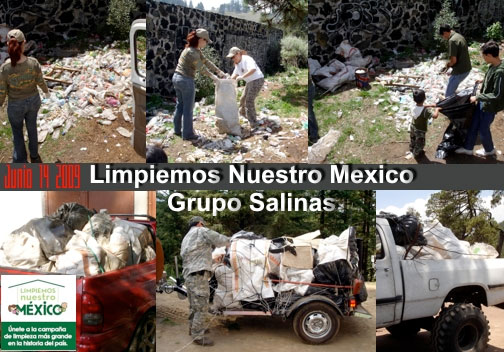 Junio 14 2009
Limpiemos Nuestro Mexico
Grupo Salinas.
LIMPIEMOS
nuestro
MÉXICO
Únete a la campaña
de limpieza más grande
en la historia del país.